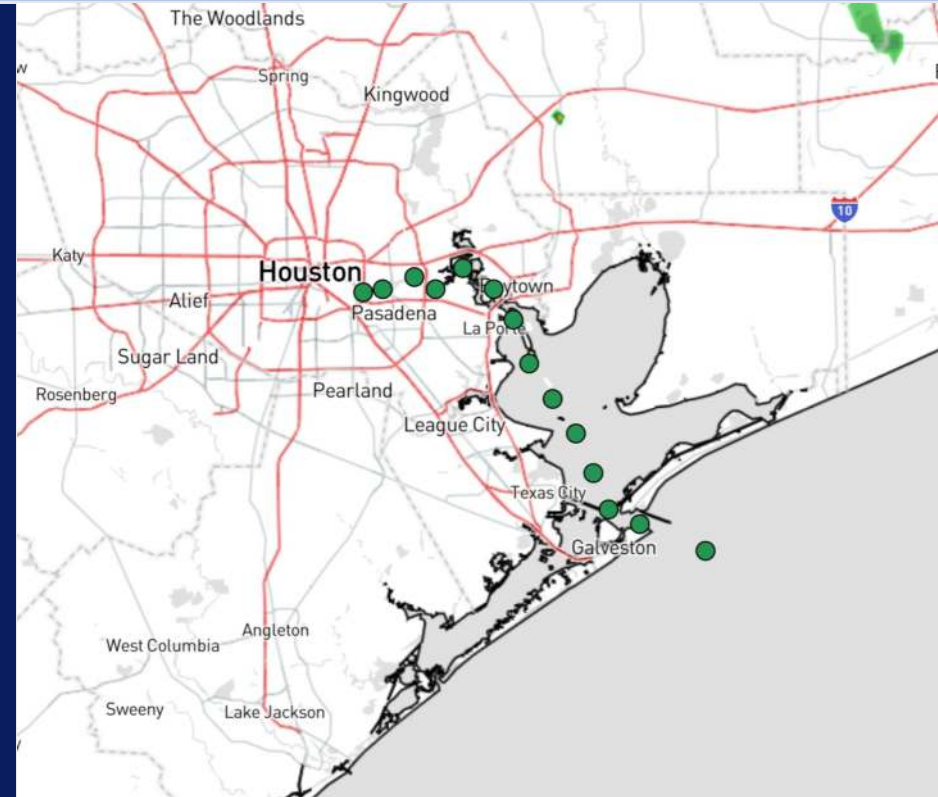 The Woodlands
Spring
Kingwood
10
Katy
Houston
Baytown
Alief
Pasadena
La Porte
Sugar Land
Pearland
Rosenberg
League City
Texas City
Galveston
Angleton
West Columbia
Sweeny
Lake Jackson